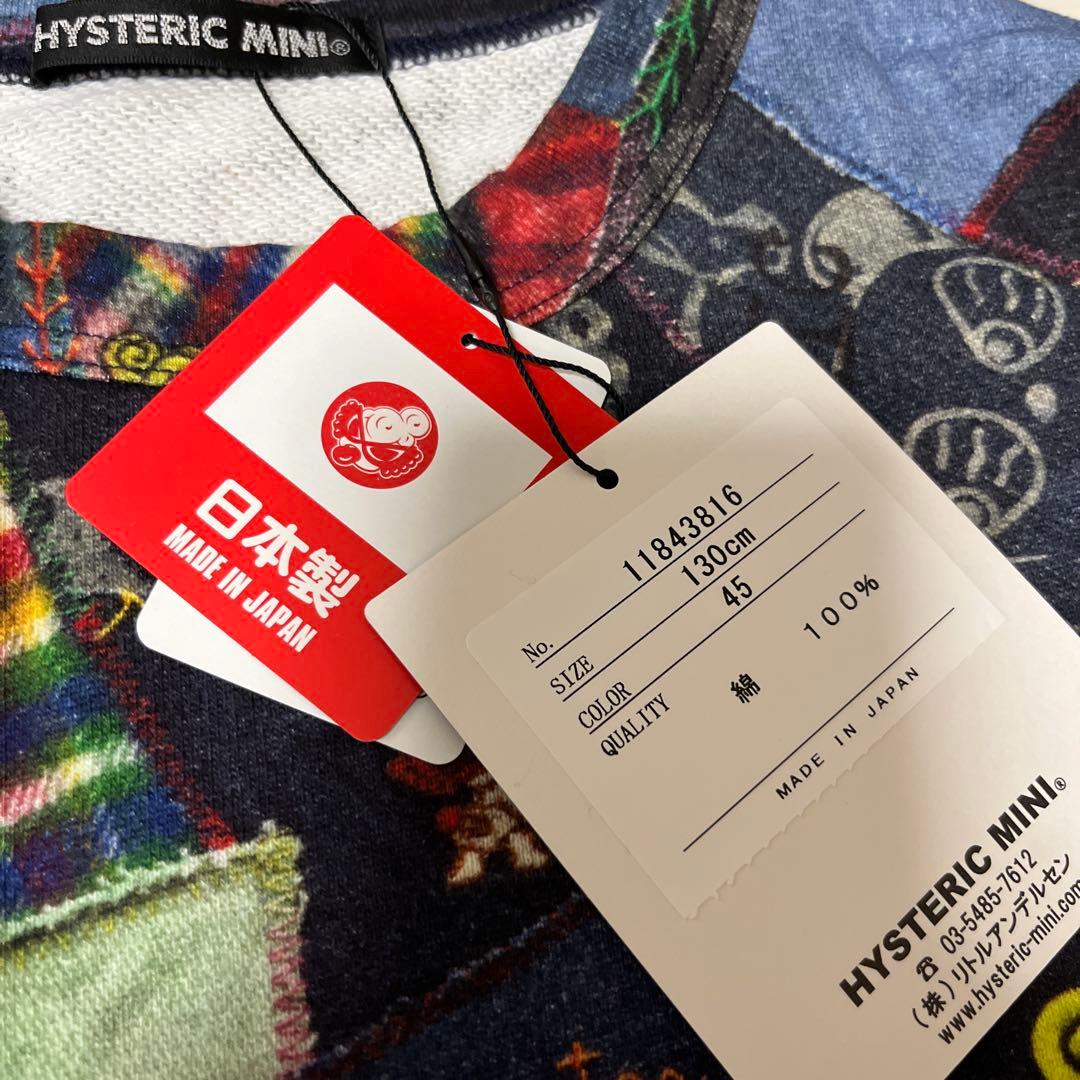 HYSTERIC MINI®
日本製
MADE IN JAPAN
No. 11843816
SIZE 130cm
COLOR 45
QUALITY 綿 100%
MADE IN JAPAN
HYSTERIC MINI®
☎ 03-5485-7612
(株)リトルアンデルセン
www.hysteric-mini.com